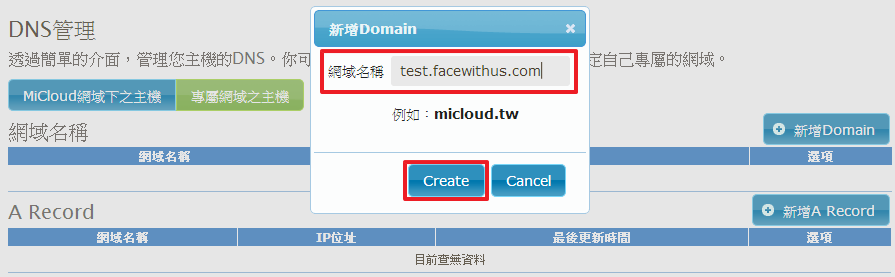 DNS管理
透過簡單的介面，管理您主機的DNS。你可
定自己專屬的網域。
MiCloud網域下之主機
專屬網域之主機
網域名稱
新增Domain
網域名稱
選項
A Record
新增A Record
網域名稱 IP位址 最後更新時間 選項
目前查無資料
新增Domain
網域名稱 test.facewithus.com
例如：micloud.tw
Create
Cancel